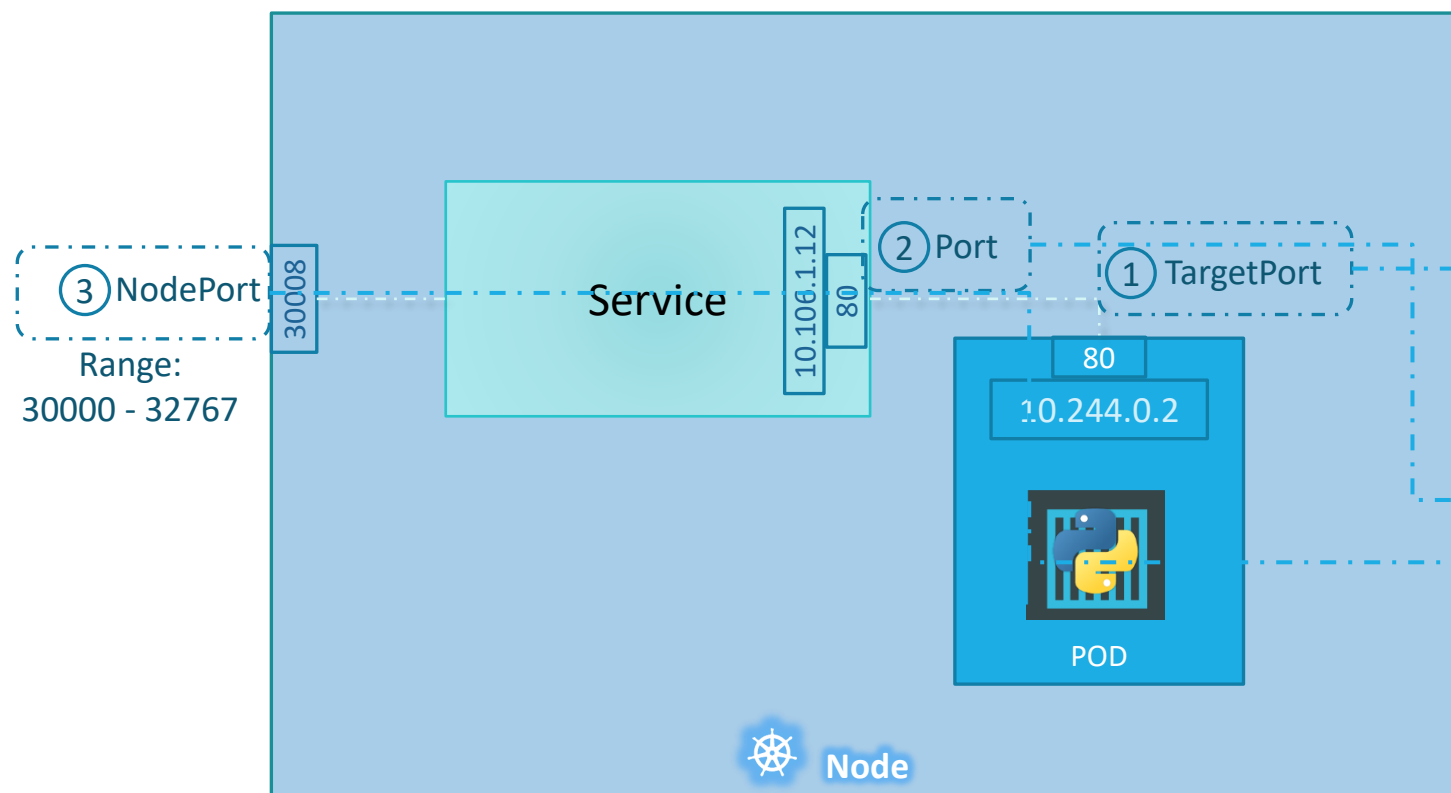 3 NodePort
Range:
30000 - 32767
30008
Service
10.106.1.12
80
2 Port
1 TargetPort
80
10.244.0.2
POD
Node